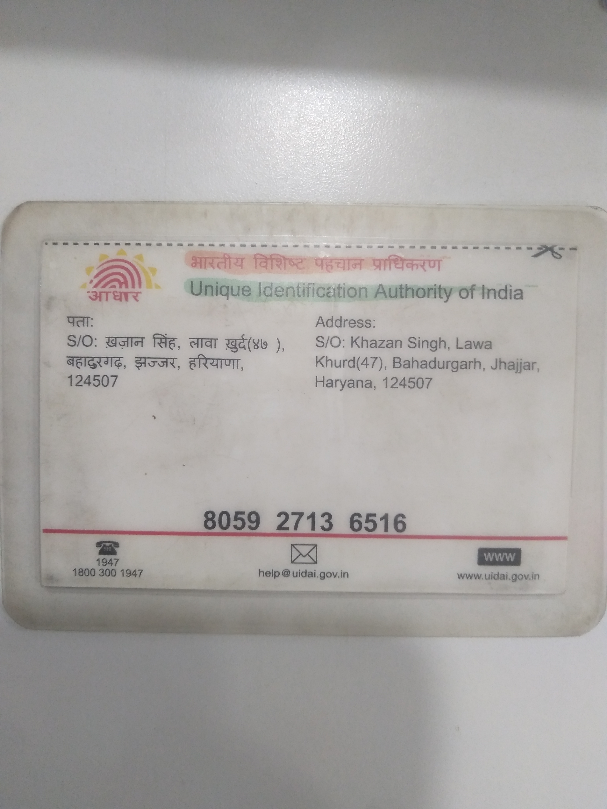 भारतीय विशिष्ट पहचान प्राधिकरण
आधार
Unique Identification Authority of India
पता:
S/O: ख़ज़ान सिंह, लावा ख़ुर्द(४७ ),
बहादुरगढ़, झज्जर, हरियाणा,
124507
Address:
S/O: Khazan Singh, Lawa
Khurd(47), Bahadurgarh, Jhajjar,
Haryana, 124507
8059 2713 6516
1947
1800 300 1947
help@uidai.gov.in
www
www.uidai.gov.in